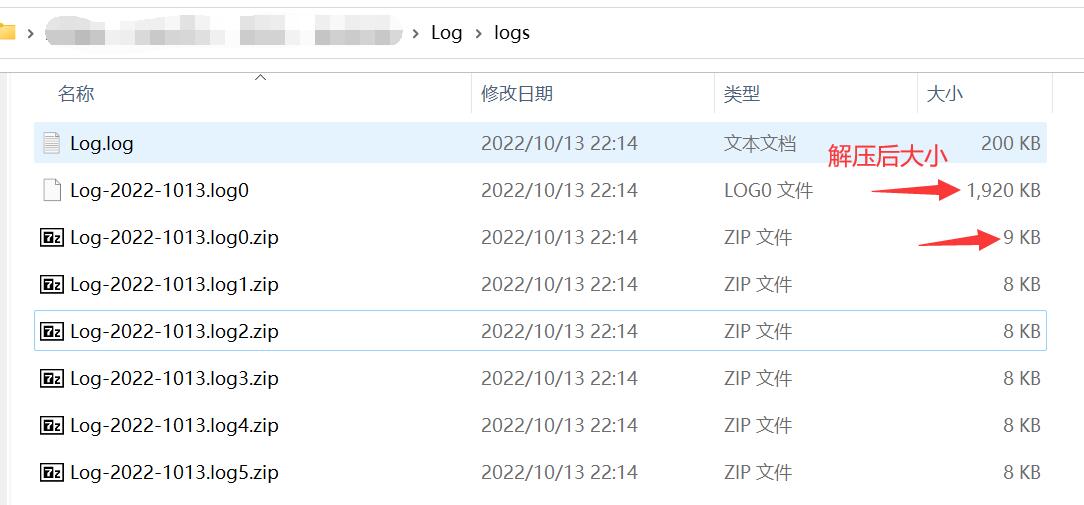 Log logs
名称 修改日期 类型 大小
Log.log 2022/10/13 22:14 文本文档 200 KB
解压后大小
Log-2022-1013.log0 2022/10/13 22:14 LOG0 文件 1,920 KB
Log-2022-1013.log0.zip 2022/10/13 22:14 ZIP 文件 9 KB
Log-2022-1013.log1.zip 2022/10/13 22:14 ZIP 文件 8 KB
Log-2022-1013.log2.zip 2022/10/13 22:14 ZIP 文件 8 KB
Log-2022-1013.log3.zip 2022/10/13 22:14 ZIP 文件 8 KB
Log-2022-1013.log4.zip 2022/10/13 22:14 ZIP 文件 8 KB
Log-2022-1013.log5.zip 2022/10/13 22:14 ZIP 文件 8 KB